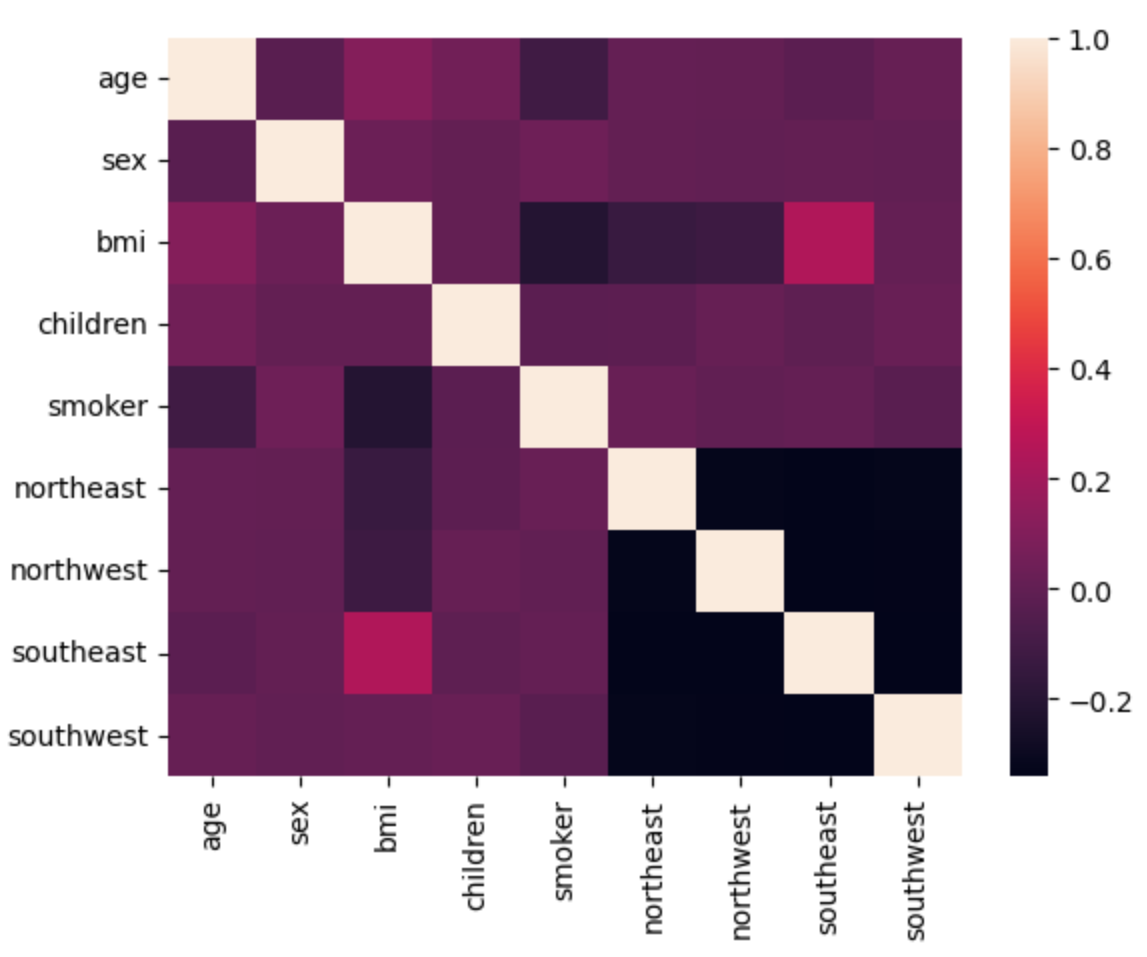 age
sex
bmi
children
smoker
northeast
northwest
southeast
southwest
age
sex
bmi
children
smoker
northeast
northwest
southeast
southwest
1.0
0.8
0.6
0.4
0.2
0.0
−0.2